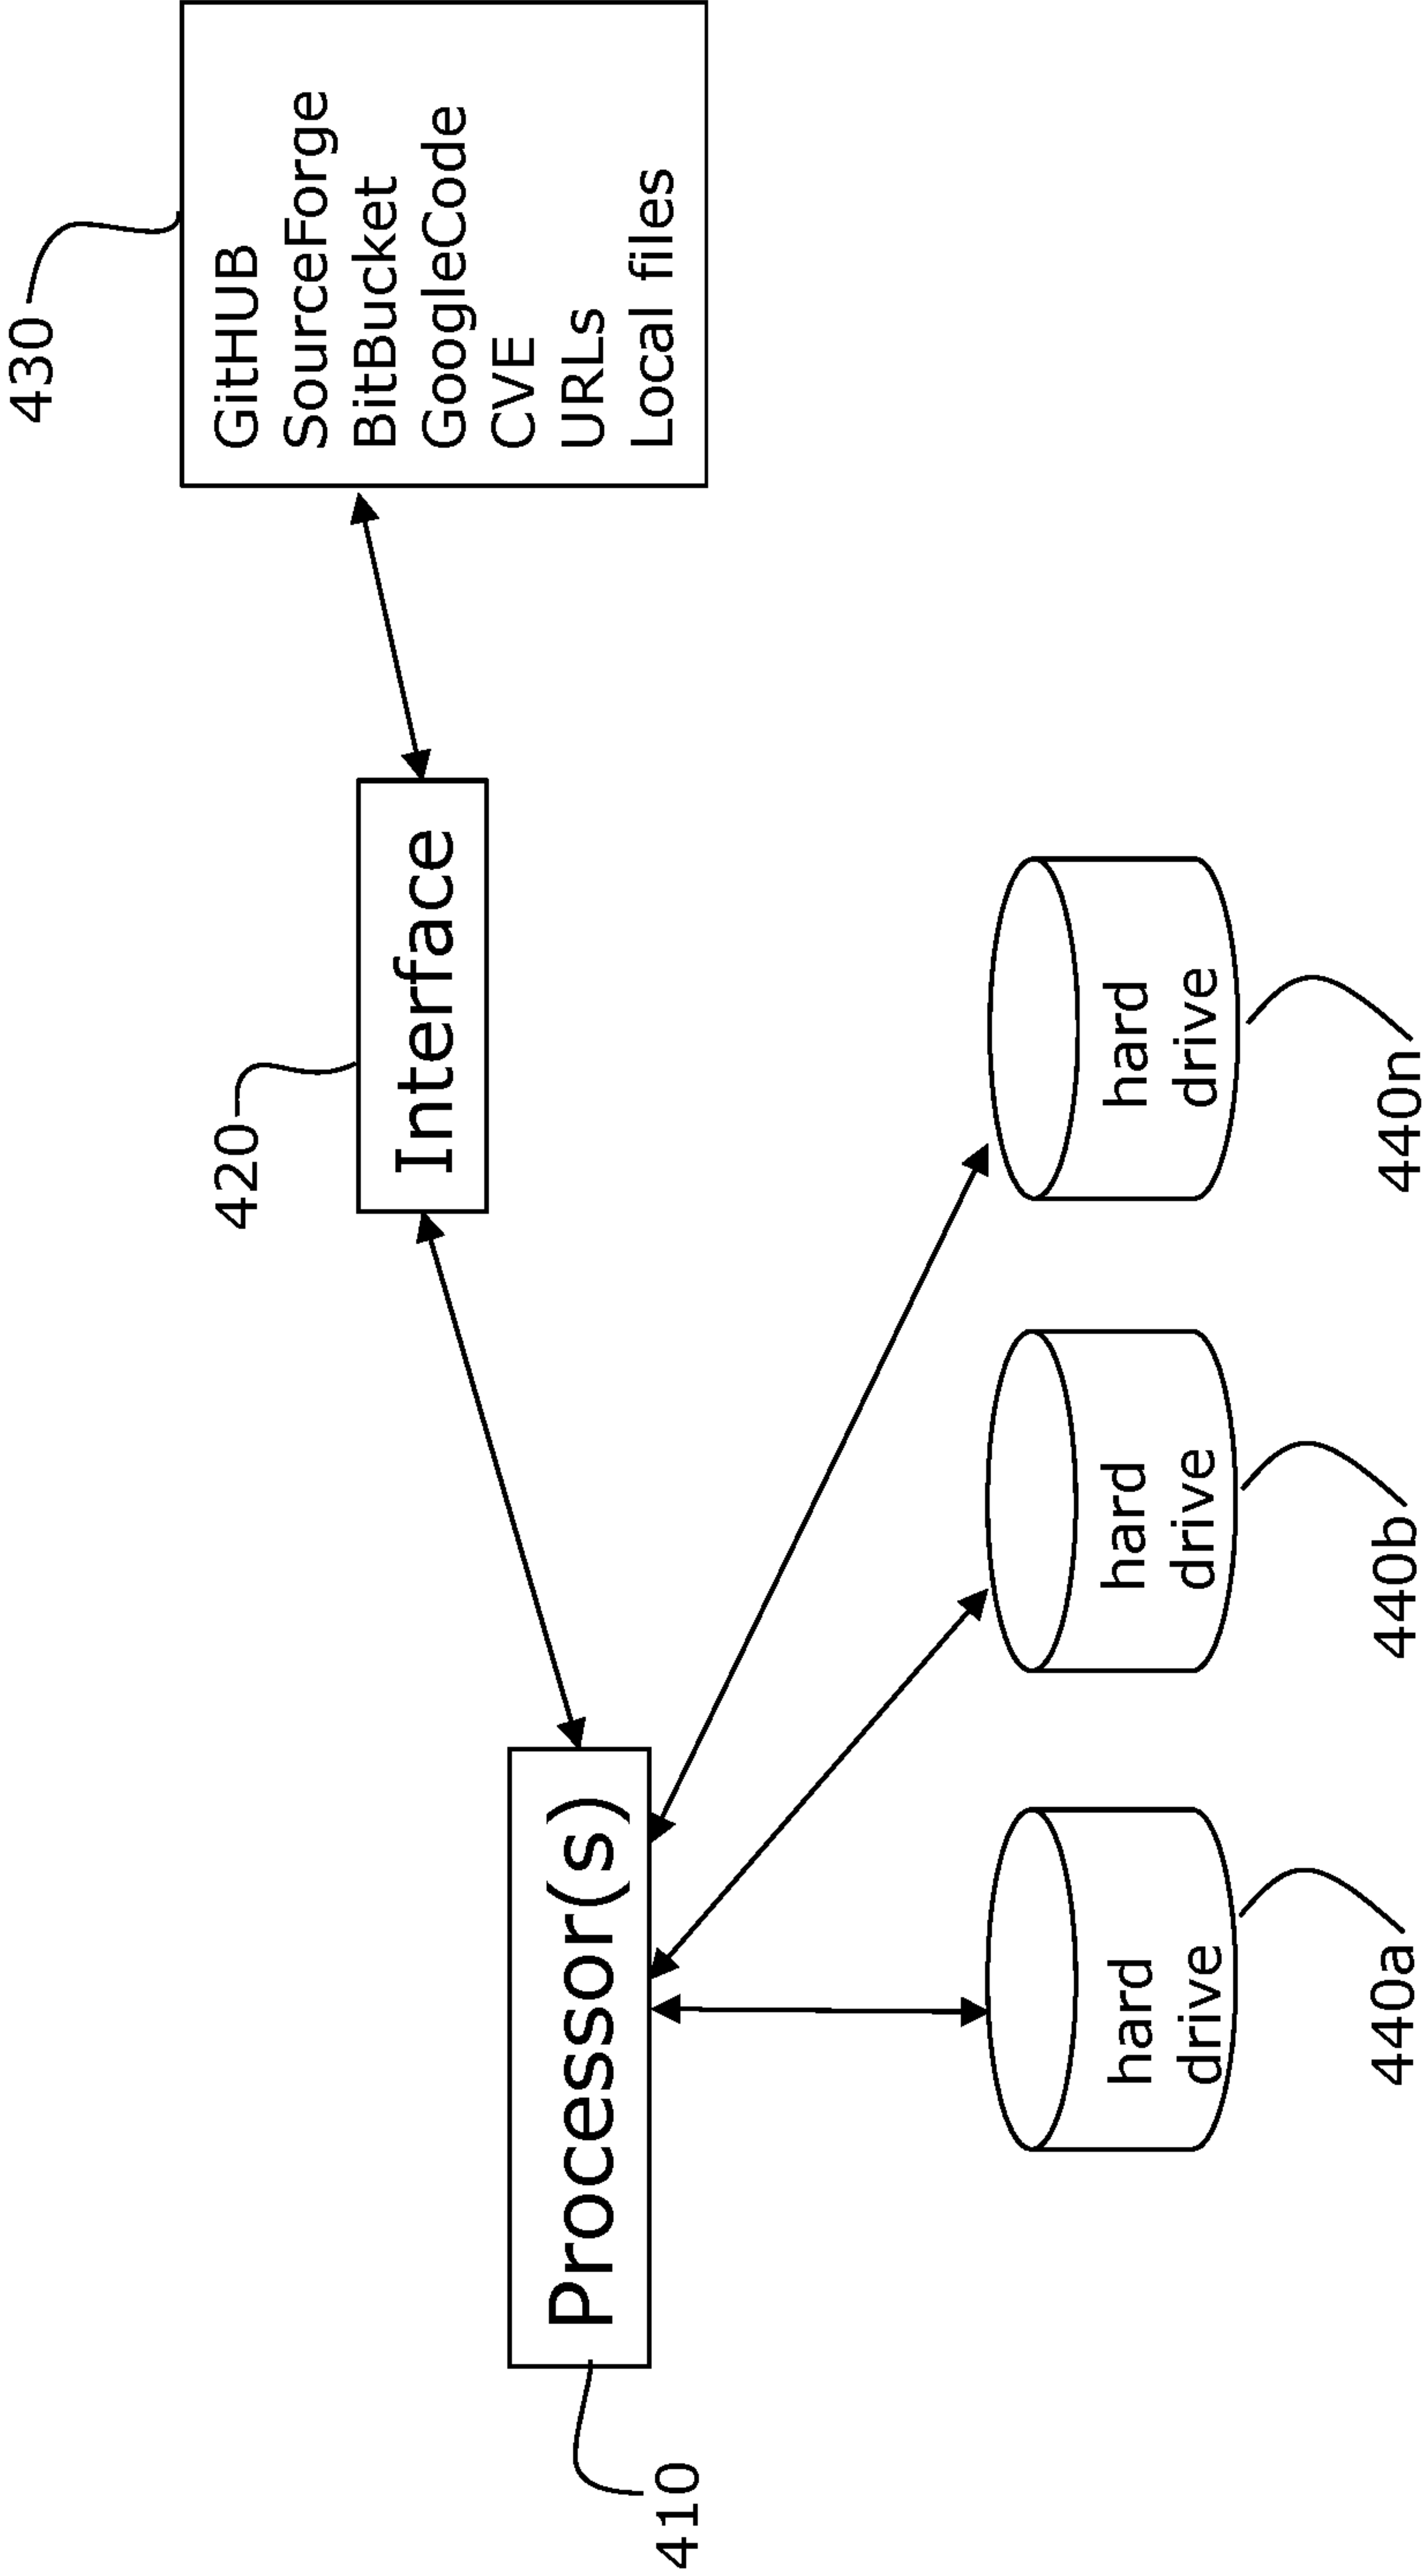 430
GitHUB
SourceForge
BitBucket
GoogleCode
CVE
URLs
Local files
420
Interface
Processor(s)
410
hard
drive
440a
hard
drive
440b
hard
drive
440n